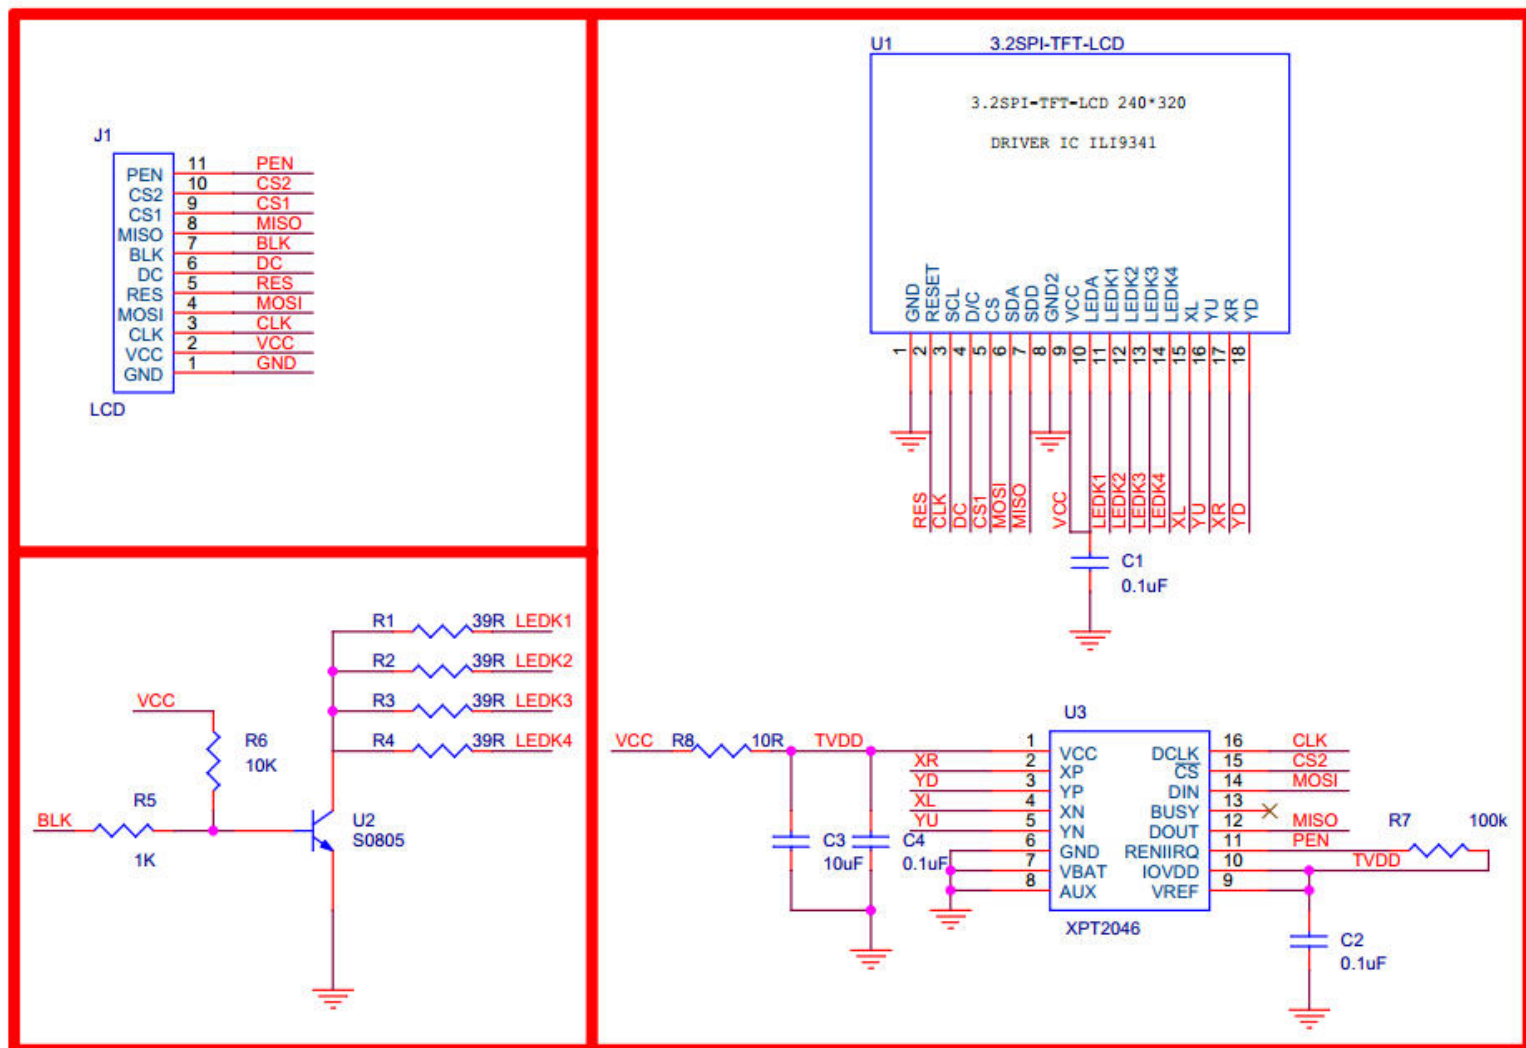 J1
PEN 11 PEN
CS2 10 CS2
CS1 9 CS1
MISO 8 MISO
BLK 7 BLK
DC 6 DC
RES 5 RES
MOSI 4 MOSI
CLK 3 CLK
VCC 2 VCC
GND 1 GND
LCD
U1 3.2SPI-TFT-LCD
3.2SPI-TFT-LCD 240*320
DRIVER IC ILI9341
GND RESET SCL D/C CS SDA SDD GND2 VCC LEDA LEDK1 LEDK2 LEDK3 LEDK4 XL YU XR YD
1 2 3 4 5 6 7 8 9 10 11 12 13 14 15 16 17 18
RES CLK DC CS1 MOSI MISO VCC LEDK1 LEDK2 LEDK3 LEDK4 XL YU XR YD
C1
0.1uF
R1 39R LEDK1
R2 39R LEDK2
R3 39R LEDK3
R4 39R LEDK4
VCC
R6
10K
R5
BLK
1K
U2
S0805
U3
VCC R8 10R TVDD 1 VCC DCLK 16 CLK
XR 2 XP CS 15 CS2
YD 3 YP DIN 14 MOSI
XL 4 XN BUSY 13
YU 5 YN DOUT 12 MISO
6 GND RENIIRQ 11 PEN R7 100k
7 VBAT IOVDD 10 TVDD
8 AUX VREF 9
C3
10uF
C4
0.1uF
XPT2046
C2
0.1uF